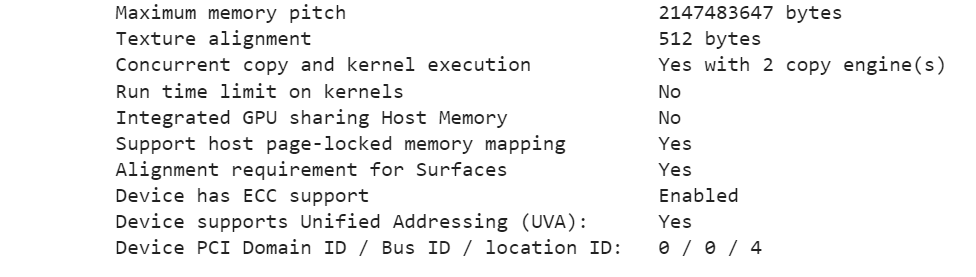 Maximum memory pitch 2147483647 bytes
Texture alignment 512 bytes
Concurrent copy and kernel execution Yes with 2 copy engine(s)
Run time limit on kernels No
Integrated GPU sharing Host Memory No
Support host page-locked memory mapping Yes
Alignment requirement for Surfaces Yes
Device has ECC support Enabled
Device supports Unified Addressing (UVA): Yes
Device PCI Domain ID / Bus ID / location ID: 0 / 0 / 4